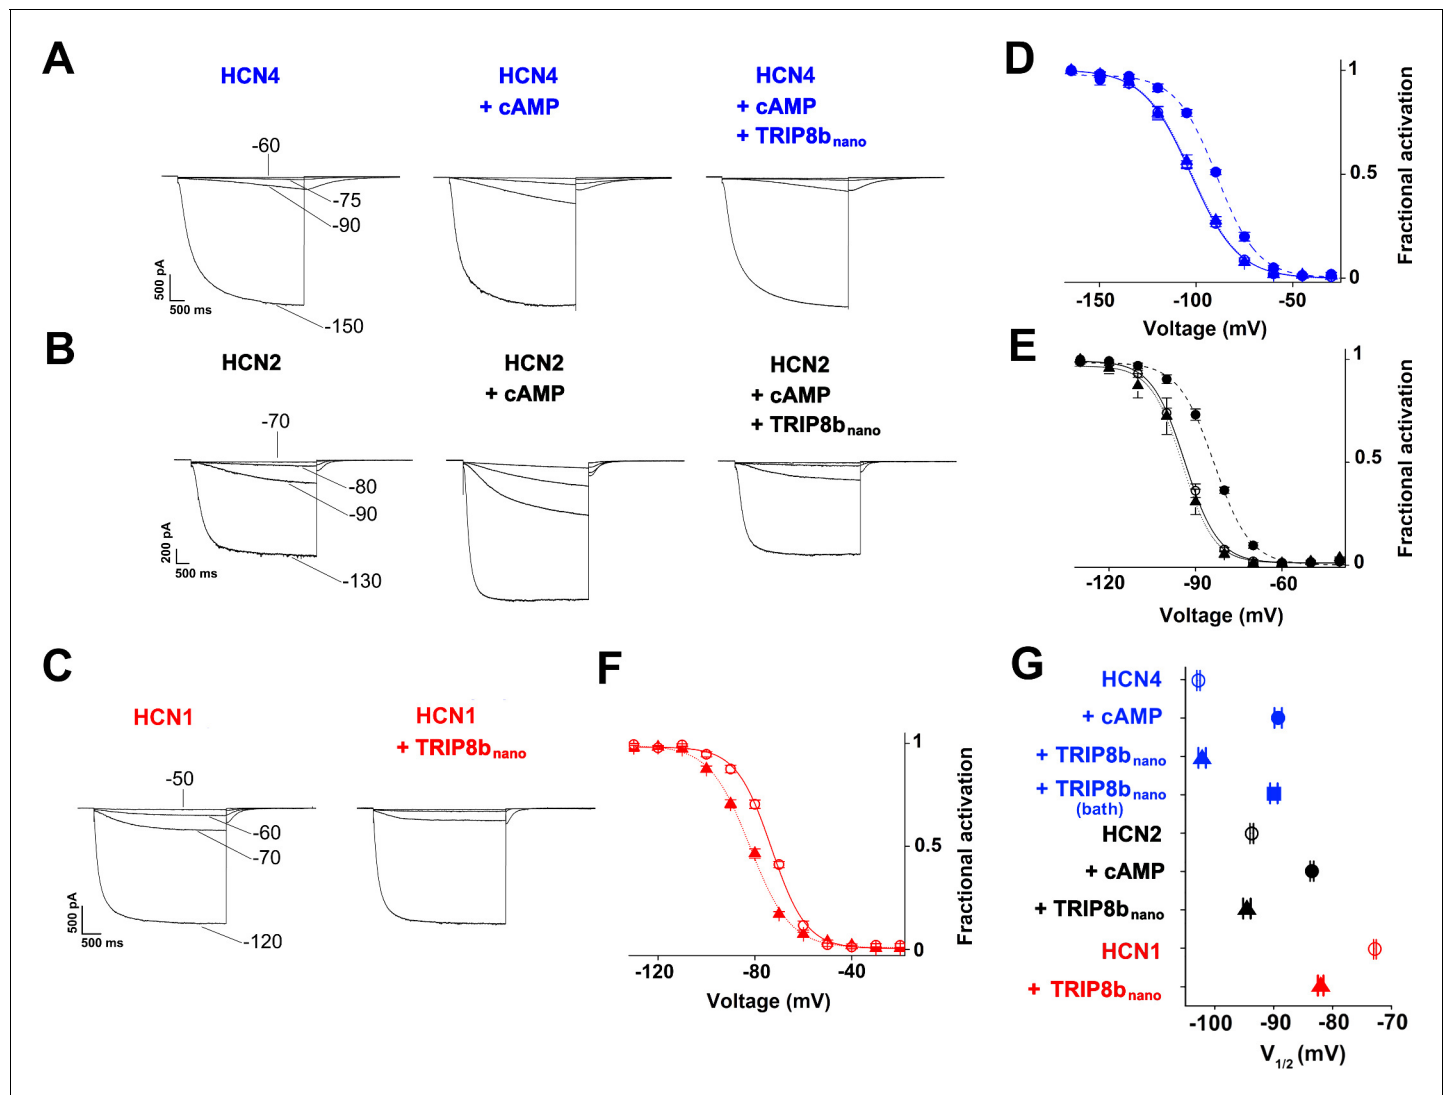 A
HCN4
HCN4
+ cAMP
HCN4
+ cAMP
+ TRIP8bnano
-60
-75
-90
-150
500 pA
500 ms
B
HCN2
HCN2
+ cAMP
HCN2
+ cAMP
+ TRIP8bnano
-70
-80
-90
-130
200 pA
500 ms
C
HCN1
HCN1
+ TRIP8bnano
-50
-60
-70
-120
500 pA
500 ms
D
1
0.5
0
Fractional activation
-150
-100
-50
Voltage (mV)
E
1
0.5
0
Fractional activation
-120
-90
-60
Voltage (mV)
F
1
0.5
0
Fractional activation
-120
-80
-40
Voltage (mV)
G
HCN4
+ cAMP
+ TRIP8bnano
+ TRIP8bnano
(bath)
HCN2
+ cAMP
+ TRIP8bnano
HCN1
+ TRIP8bnano
-100
-90
-80
-70
V1/2 (mV)